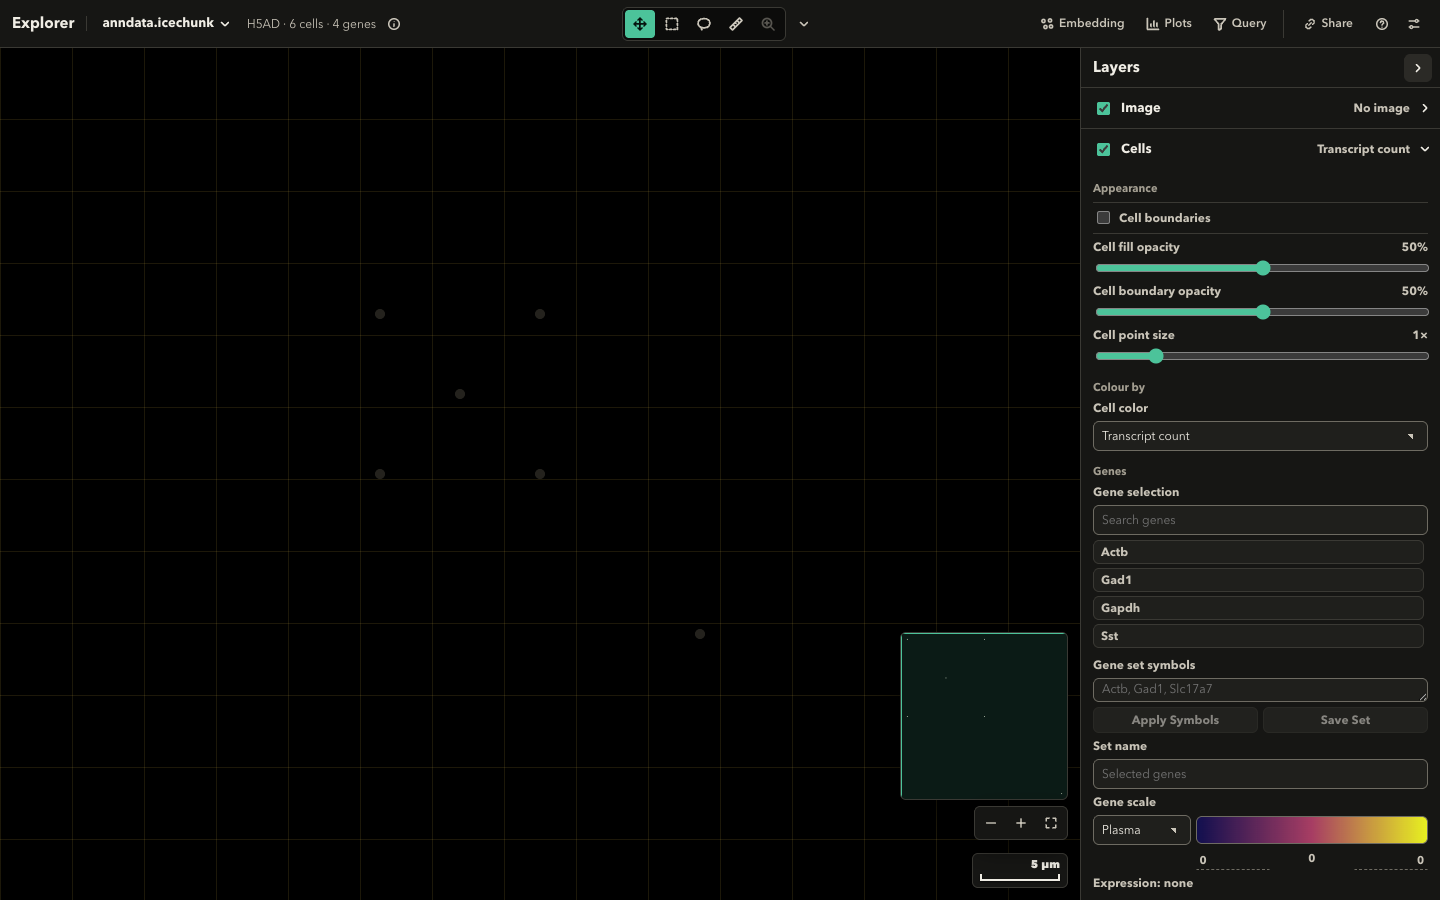 Explorer
anndata.icechunk
H5AD · 6 cells · 4 genes
Embedding
Plots
Query
Share
Layers
Image
No image
Cells
Transcript count
Appearance
Cell boundaries
Cell fill opacity
50%
Cell boundary opacity
50%
Cell point size
1×
Colour by
Cell color
Transcript count
Genes
Gene selection
Search genes
Actb
Gad1
Gapdh
Sst
Gene set symbols
Actb, Gad1, Slc17a7
Apply Symbols
Save Set
Set name
Selected genes
Gene scale
Plasma
0
0
0
Expression: none
5 µm